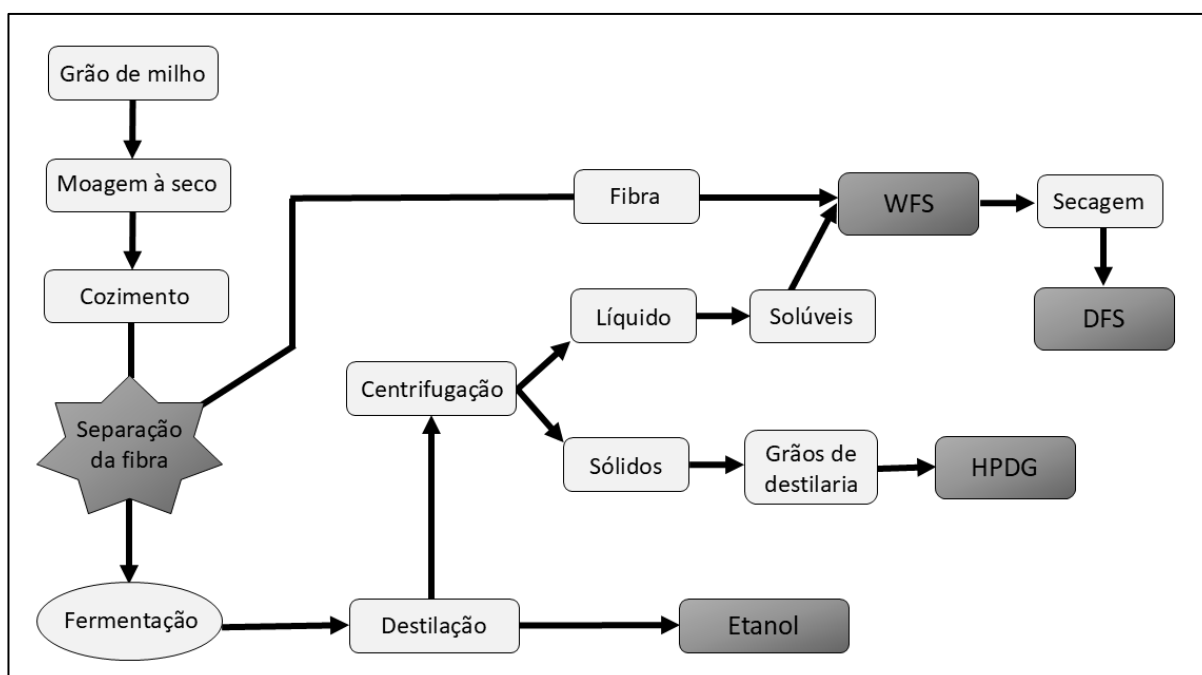 Grão de milho
Moagem à seco
Cozimento
Separação
da fibra
Fermentação
Fibra
WFS
Secagem
DFS
Líquido
Solúveis
Centrifugação
Sólidos
Grãos de
destilaria
HPDG
Destilação
Etanol